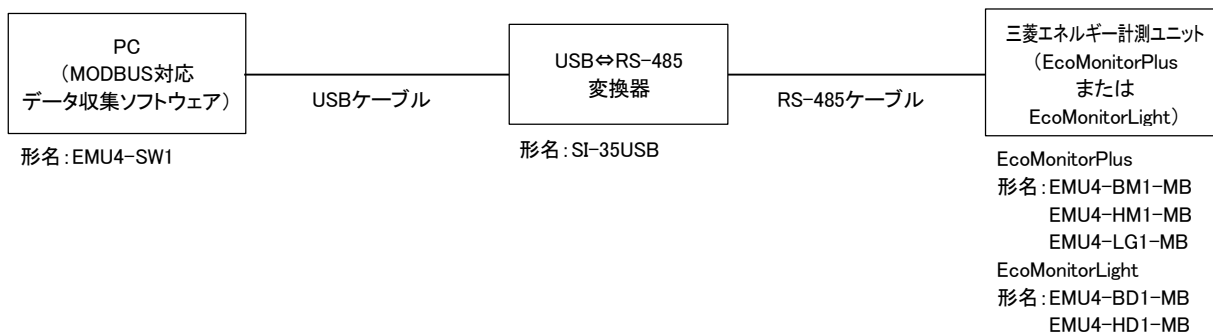 PC
（MODBUS対応
データ収集ソフトウェア）
形名：EMU4-SW1
USBケーブル
USB⇔RS-485
変換器
形名：SI-35USB
RS-485ケーブル
三菱エネルギー計測ユニット
（EcoMonitorPlus
または
EcoMonitorLight）
EcoMonitorPlus
形名：EMU4-BM1-MB
EMU4-HM1-MB
EMU4-LG1-MB
EcoMonitorLight
形名：EMU4-BD1-MB
EMU4-HD1-MB